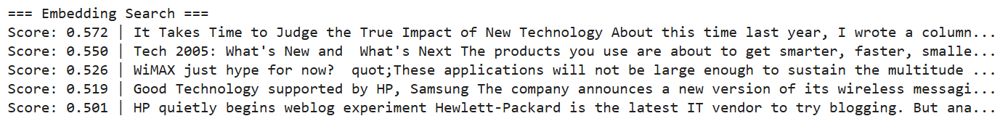 === Embedding Search ===
Score: 0.572 | It Takes Time to Judge the True Impact of New Technology About this time last year, I wrote a column...
Score: 0.550 | Tech 2005: What's New and  What's Next The products you use are about to get smarter, faster, smalle...
Score: 0.526 | WiMAX just hype for now?  quot;These applications will not be large enough to sustain the multitude ...
Score: 0.519 | Good Technology supported by HP, Samsung The company announces a new version of its wireless messagi...
Score: 0.501 | HP quietly begins weblog experiment Hewlett-Packard is the latest IT vendor to try blogging. But ana...